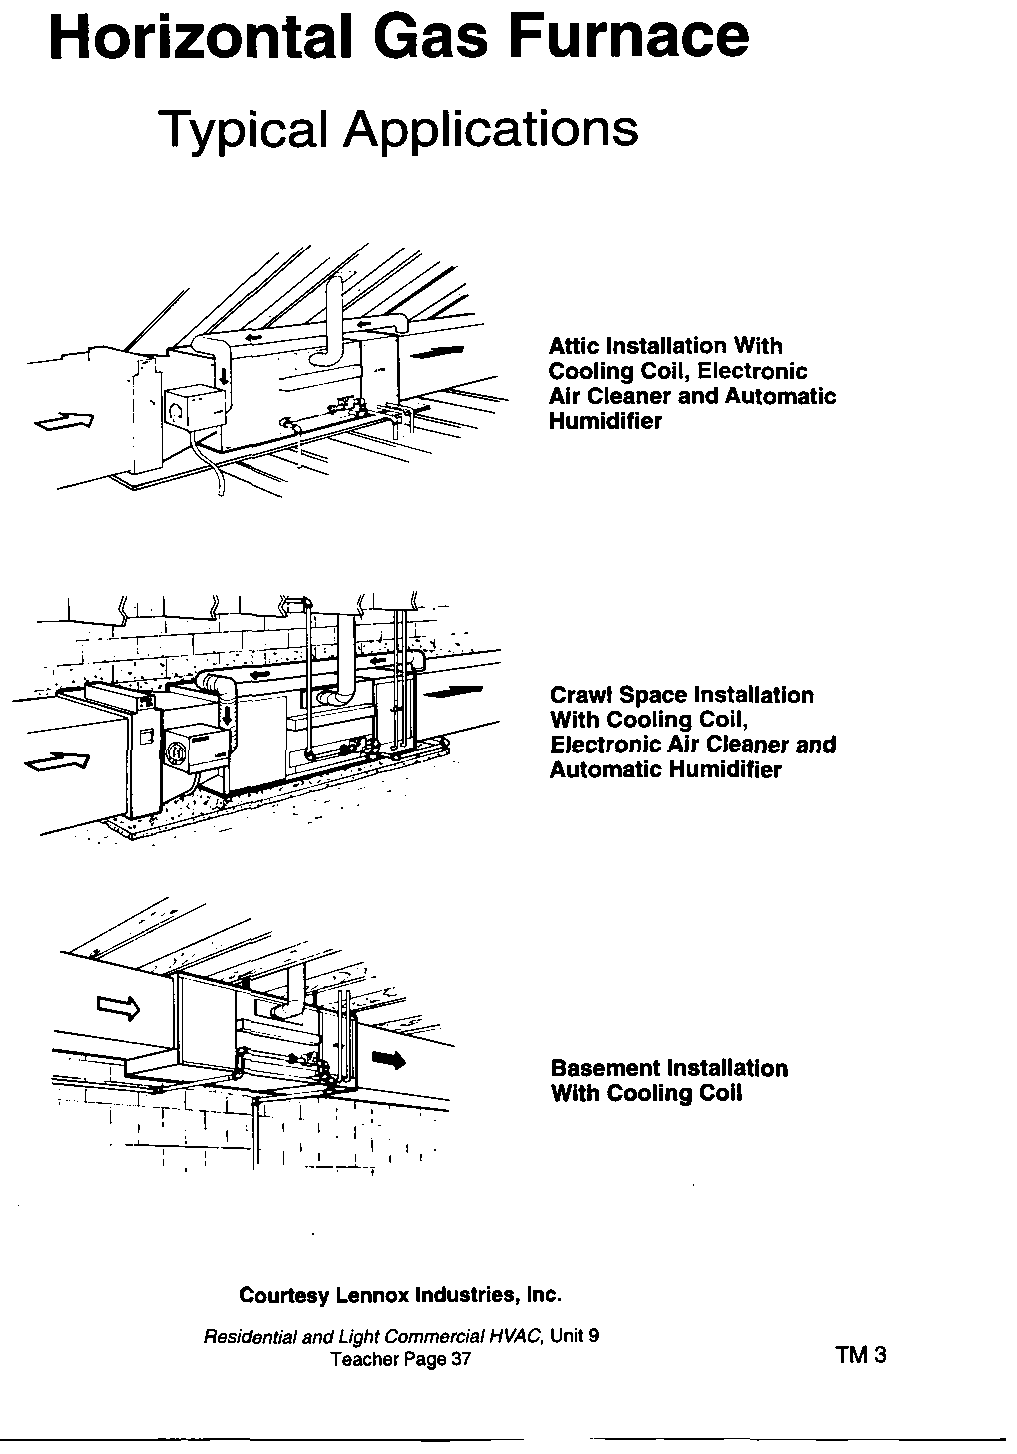 Horizontal Gas Furnace
Typical Applications
Attic Installation With
Cooling Coil, Electronic
Air Cleaner and Automatic
Humidifier
Crawl Space Installation
With Cooling Coil,
Electronic Air Cleaner and
Automatic Humidifier
Basement Installation
With Cooling Coil
Courtesy Lennox Industries, Inc.
Residential and Light Commercial HVAC, Unit 9
Teacher Page 37
TM 3